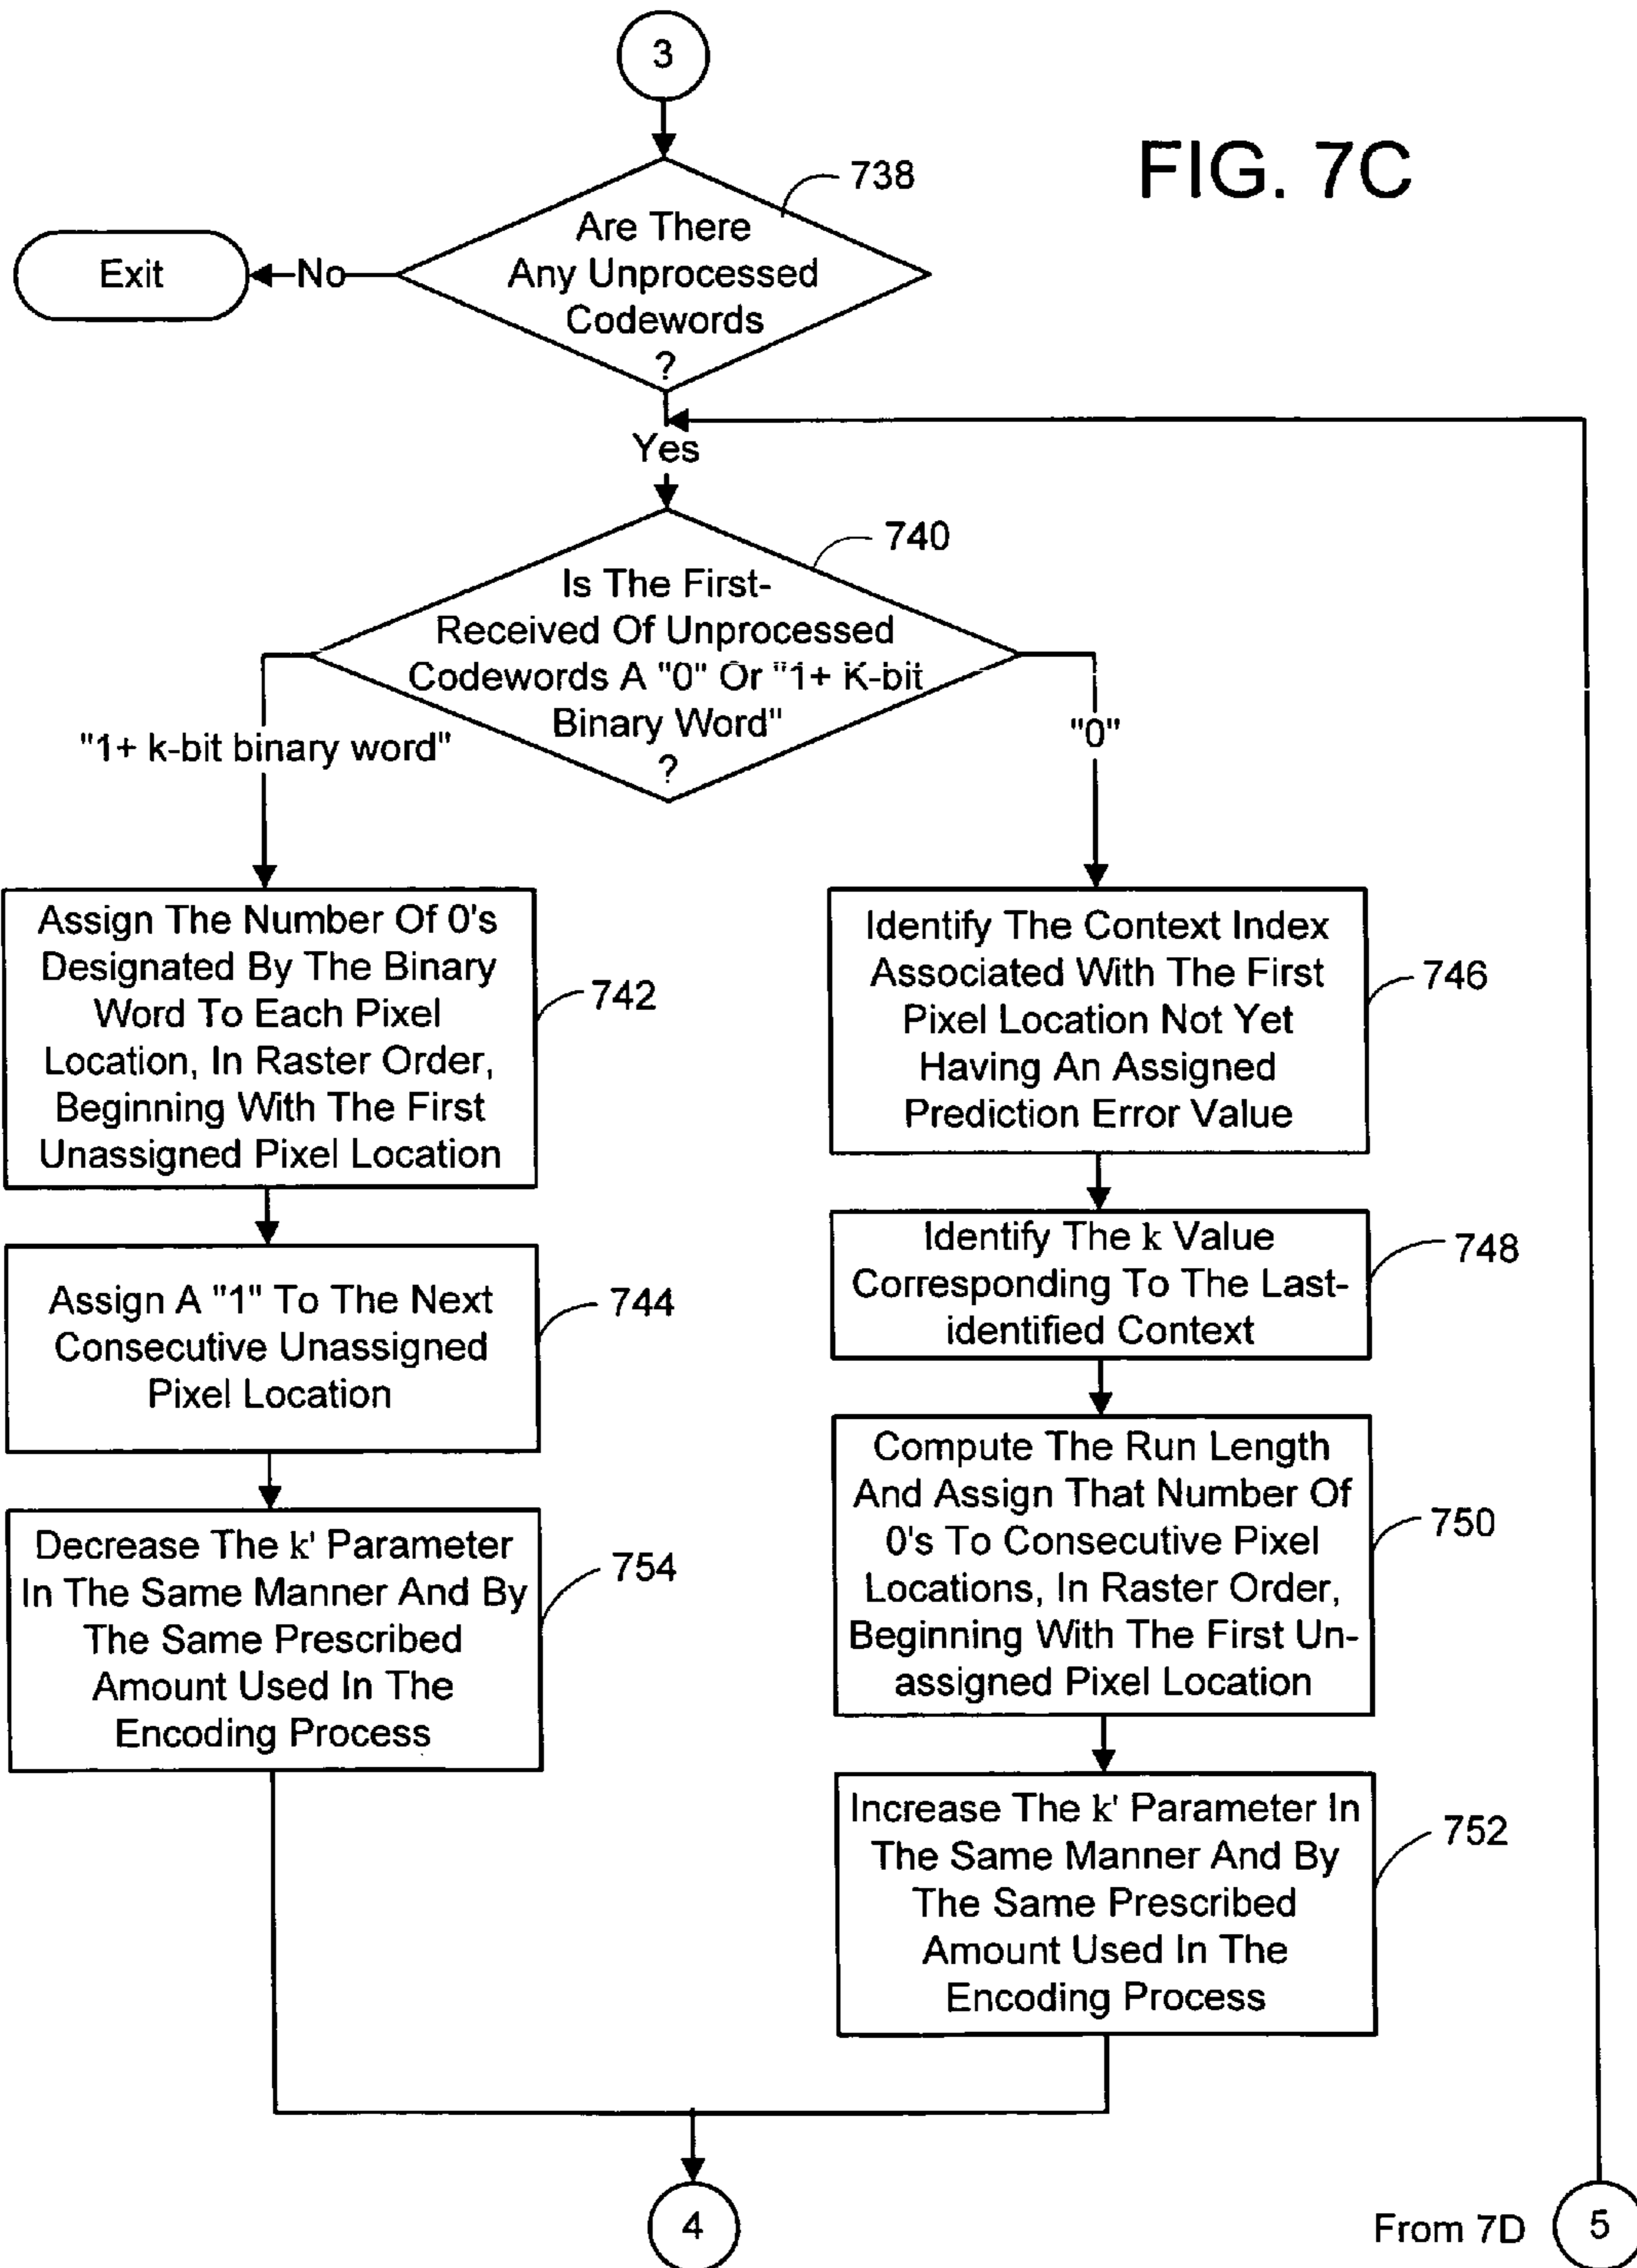 3
FIG. 7C
738
Are There
Any Unprocessed
Codewords
?
Exit
No
Yes
740
Is The First-
Received Of Unprocessed
Codewords A "0" Or "1+ K-bit
Binary Word"
?
"1+ k-bit binary word"
"0"
Assign The Number Of 0's
Designated By The Binary
Word To Each Pixel
Location, In Raster Order,
Beginning With The First
Unassigned Pixel Location
742
Assign A "1" To The Next
Consecutive Unassigned
Pixel Location
744
Decrease The k' Parameter
In The Same Manner And By
The Same Prescribed
Amount Used In The
Encoding Process
754
Identify The Context Index
Associated With The First
Pixel Location Not Yet
Having An Assigned
Prediction Error Value
746
Identify The k Value
Corresponding To The Last-
identified Context
748
Compute The Run Length
And Assign That Number Of
0's To Consecutive Pixel
Locations, In Raster Order,
Beginning With The First Un-
assigned Pixel Location
750
Increase The k' Parameter In
The Same Manner And By
The Same Prescribed
Amount Used In The
Encoding Process
752
4
From 7D
5